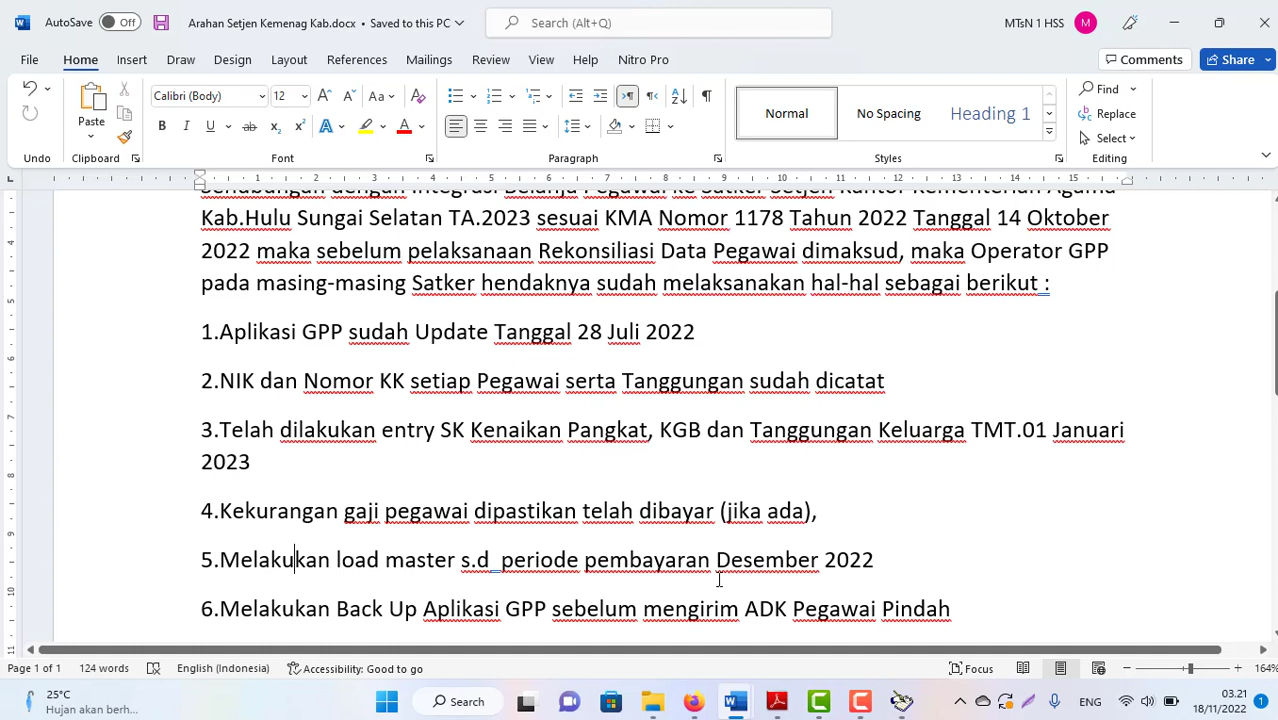 AutoSave Off Arahan Setjen Kemenag Kab.docx • Saved to this PC Search (Alt+Q) MTsN 1 HSS M
File Home Insert Draw Design Layout References Mailings Review View Help Nitro Pro Comments Share
Paste Calibri (Body) 12 Normal No Spacing Heading 1 Find Replace Select
Undo Clipboard Font Paragraph Styles Editing
sehubungan dengan Integrasi Belanja Pegawai ke Satker Setjen Kantor Kementerian Agama
Kab.Hulu Sungai Selatan TA.2023 sesuai KMA Nomor 1178 Tahun 2022 Tanggal 14 Oktober
2022 maka sebelum pelaksanaan Rekonsiliasi Data Pegawai dimaksud, maka Operator GPP
pada masing-masing Satker hendaknya sudah melaksanakan hal-hal sebagai berikut :
1.Aplikasi GPP sudah Update Tanggal 28 Juli 2022
2.NIK dan Nomor KK setiap Pegawai serta Tanggungan sudah dicatat
3.Telah dilakukan entry SK Kenaikan Pangkat, KGB dan Tanggungan Keluarga TMT.01 Januari
2023
4.Kekurangan gaji pegawai dipastikan telah dibayar (jika ada),
5.Melakukan load master s.d  periode pembayaran Desember 2022
6.Melakukan Back Up Aplikasi GPP sebelum mengirim ADK Pegawai Pindah
Page 1 of 1 124 words English (Indonesia) Accessibility: Good to go Focus 164%
25°C
Hujan akan berh...
Search
ENG
03.21
18/11/2022